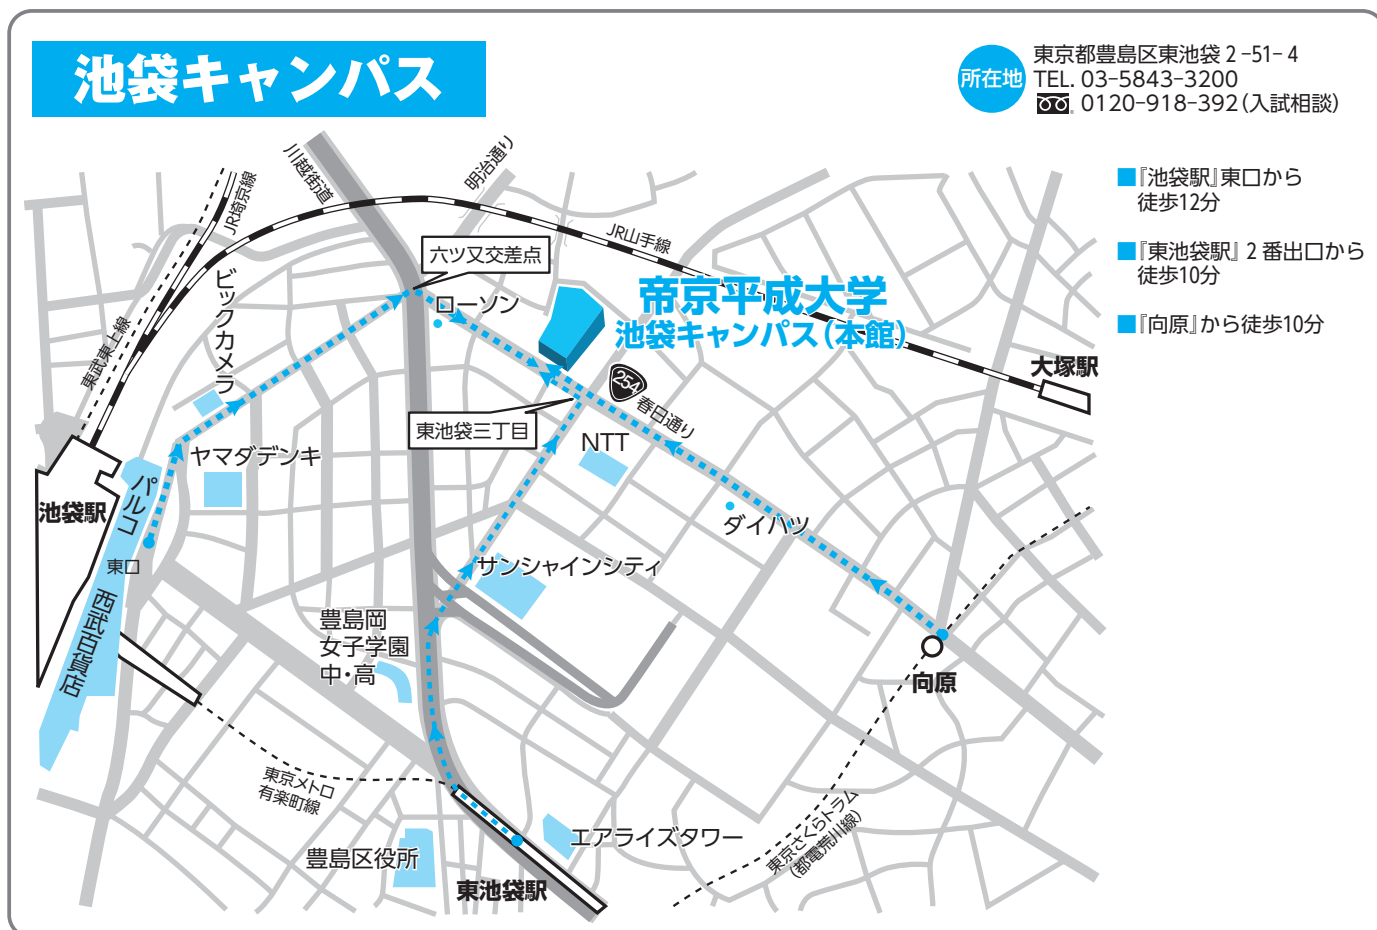 池袋キャンパス
所在地
東京都豊島区東池袋2-51-4
TEL. 03-5843-3200
0120-918-392(入試相談)
■『池袋駅』東口から
徒歩12分
■『東池袋駅』2番出口から
徒歩10分
■『向原』から徒歩10分
川越街道
明治通り
JR埼京線
JR山手線
六ツ又交差点
ビックカメラ
ローソン
帝京平成大学
池袋キャンパス(本館)
東武東上線
大塚駅
254
春日通り
東池袋三丁目
NTT
ヤマダデンキ
パルコ
池袋駅
ダイハツ
東口
サンシャインシティ
豊島岡
女子学園
中・高
西武百貨店
向原
東京メトロ
有楽町線
東京さくらトラム
(都電荒川線)
エアライズタワー
豊島区役所
東池袋駅